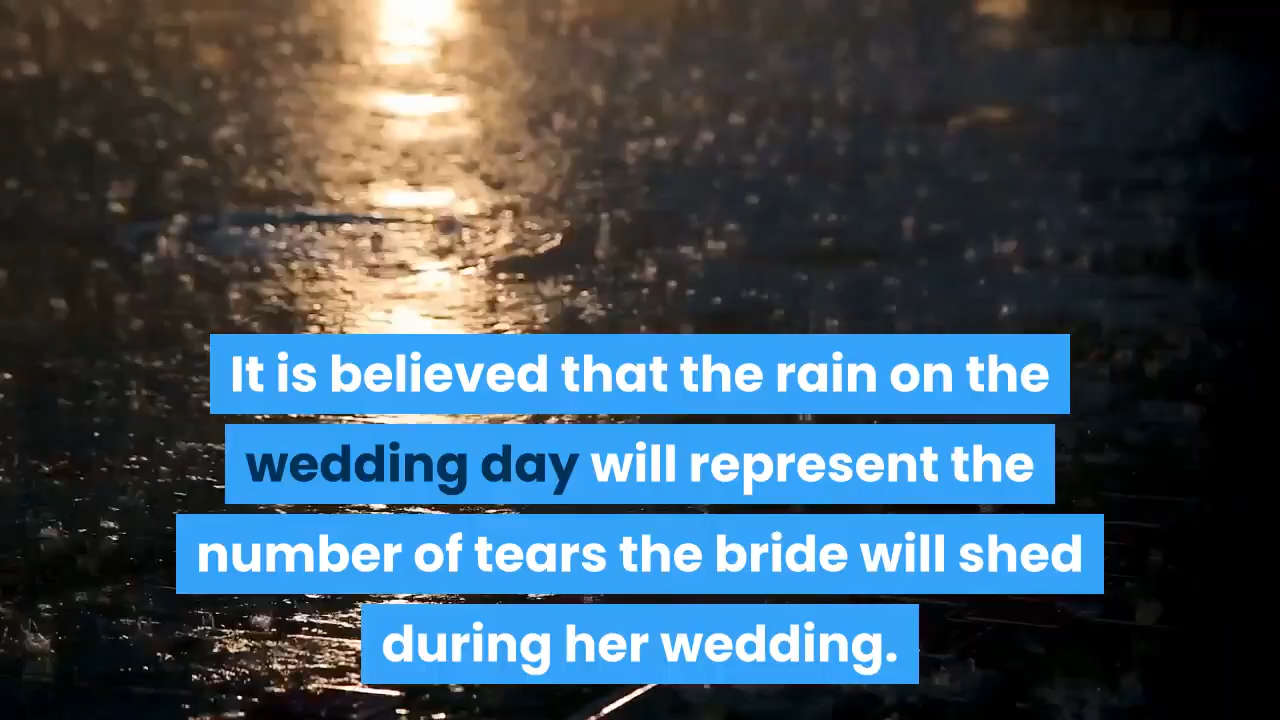 It is believed that the rain on the
wedding day will represent the
number of tears the bride will shed
during her wedding.